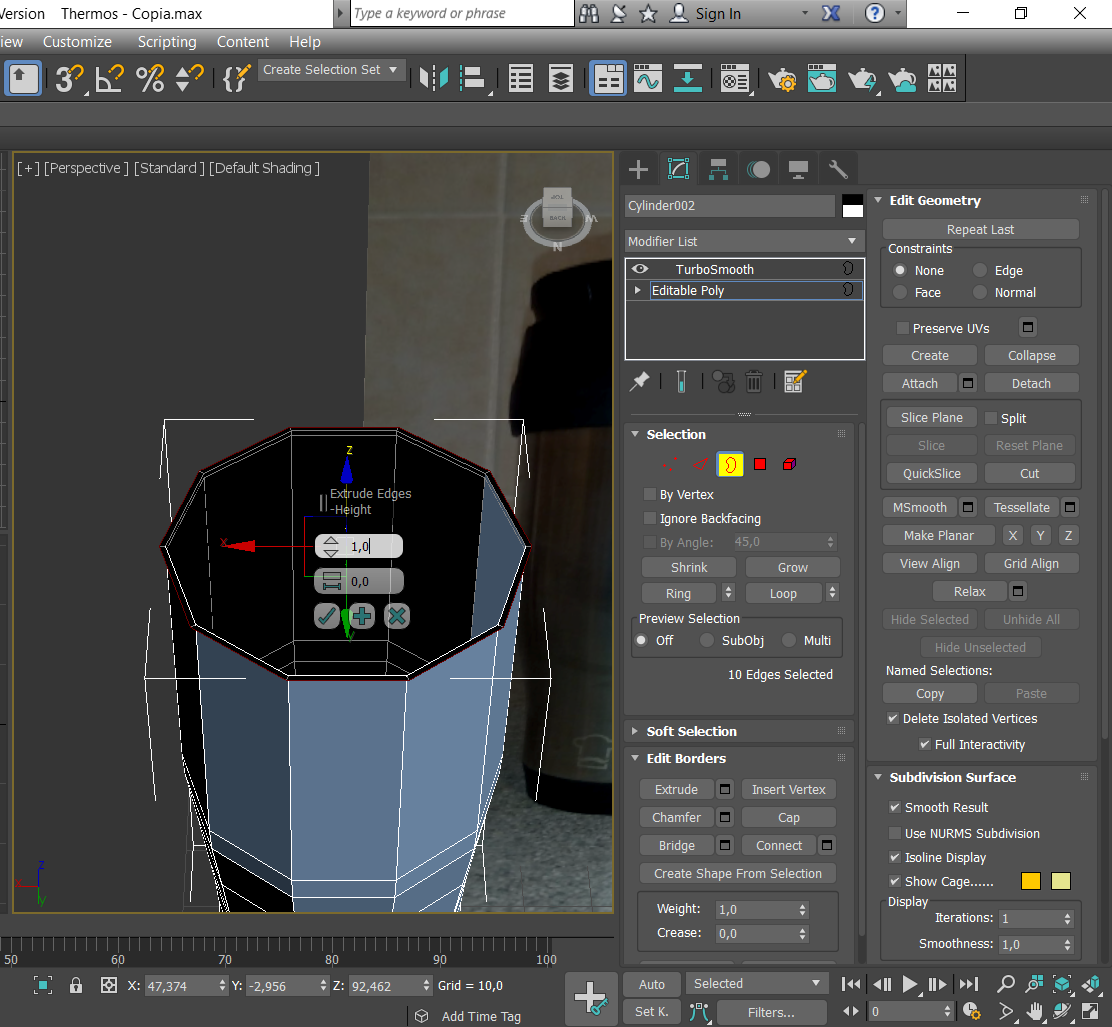 Version Thermos - Copia.max
Type a keyword or phrase
Sign In
iew Customize Scripting Content Help
3
%
Create Selection Set
[ + ] [Perspective ] [Standard ] [Default Shading ]
TOP
BACK
E
W
N
z
Extrude Edges
-Height
x
1,0
0,0
y
z
x
y
Cylinder002
Modifier List
TurboSmooth
Editable Poly
Selection
By Vertex
Ignore Backfacing
By Angle: 45,0
Shrink Grow
Ring Loop
Preview Selection
Off SubObj Multi
10 Edges Selected
Soft Selection
Edit Borders
Extrude Insert Vertex
Chamfer Cap
Bridge Connect
Create Shape From Selection
Weight: 1,0
Crease: 0,0
Edit Geometry
Repeat Last
Constraints
None Edge
Face Normal
Preserve UVs
Create Collapse
Attach Detach
Slice Plane Split
Slice Reset Plane
QuickSlice Cut
MSmooth Tessellate
Make Planar X Y Z
View Align Grid Align
Relax
Hide Selected Unhide All
Hide Unselected
Named Selections:
Copy Paste
Delete Isolated Vertices
Full Interactivity
Subdivision Surface
Smooth Result
Use NURMS Subdivision
Isoline Display
Show Cage......
Display
Iterations: 1
Smoothness: 1,0
50 60 70 80 90 100
X: 47,374 Y: -2,956 Z: 92,462 Grid = 10,0
Add Time Tag
Auto Selected
Set K. Filters...
0